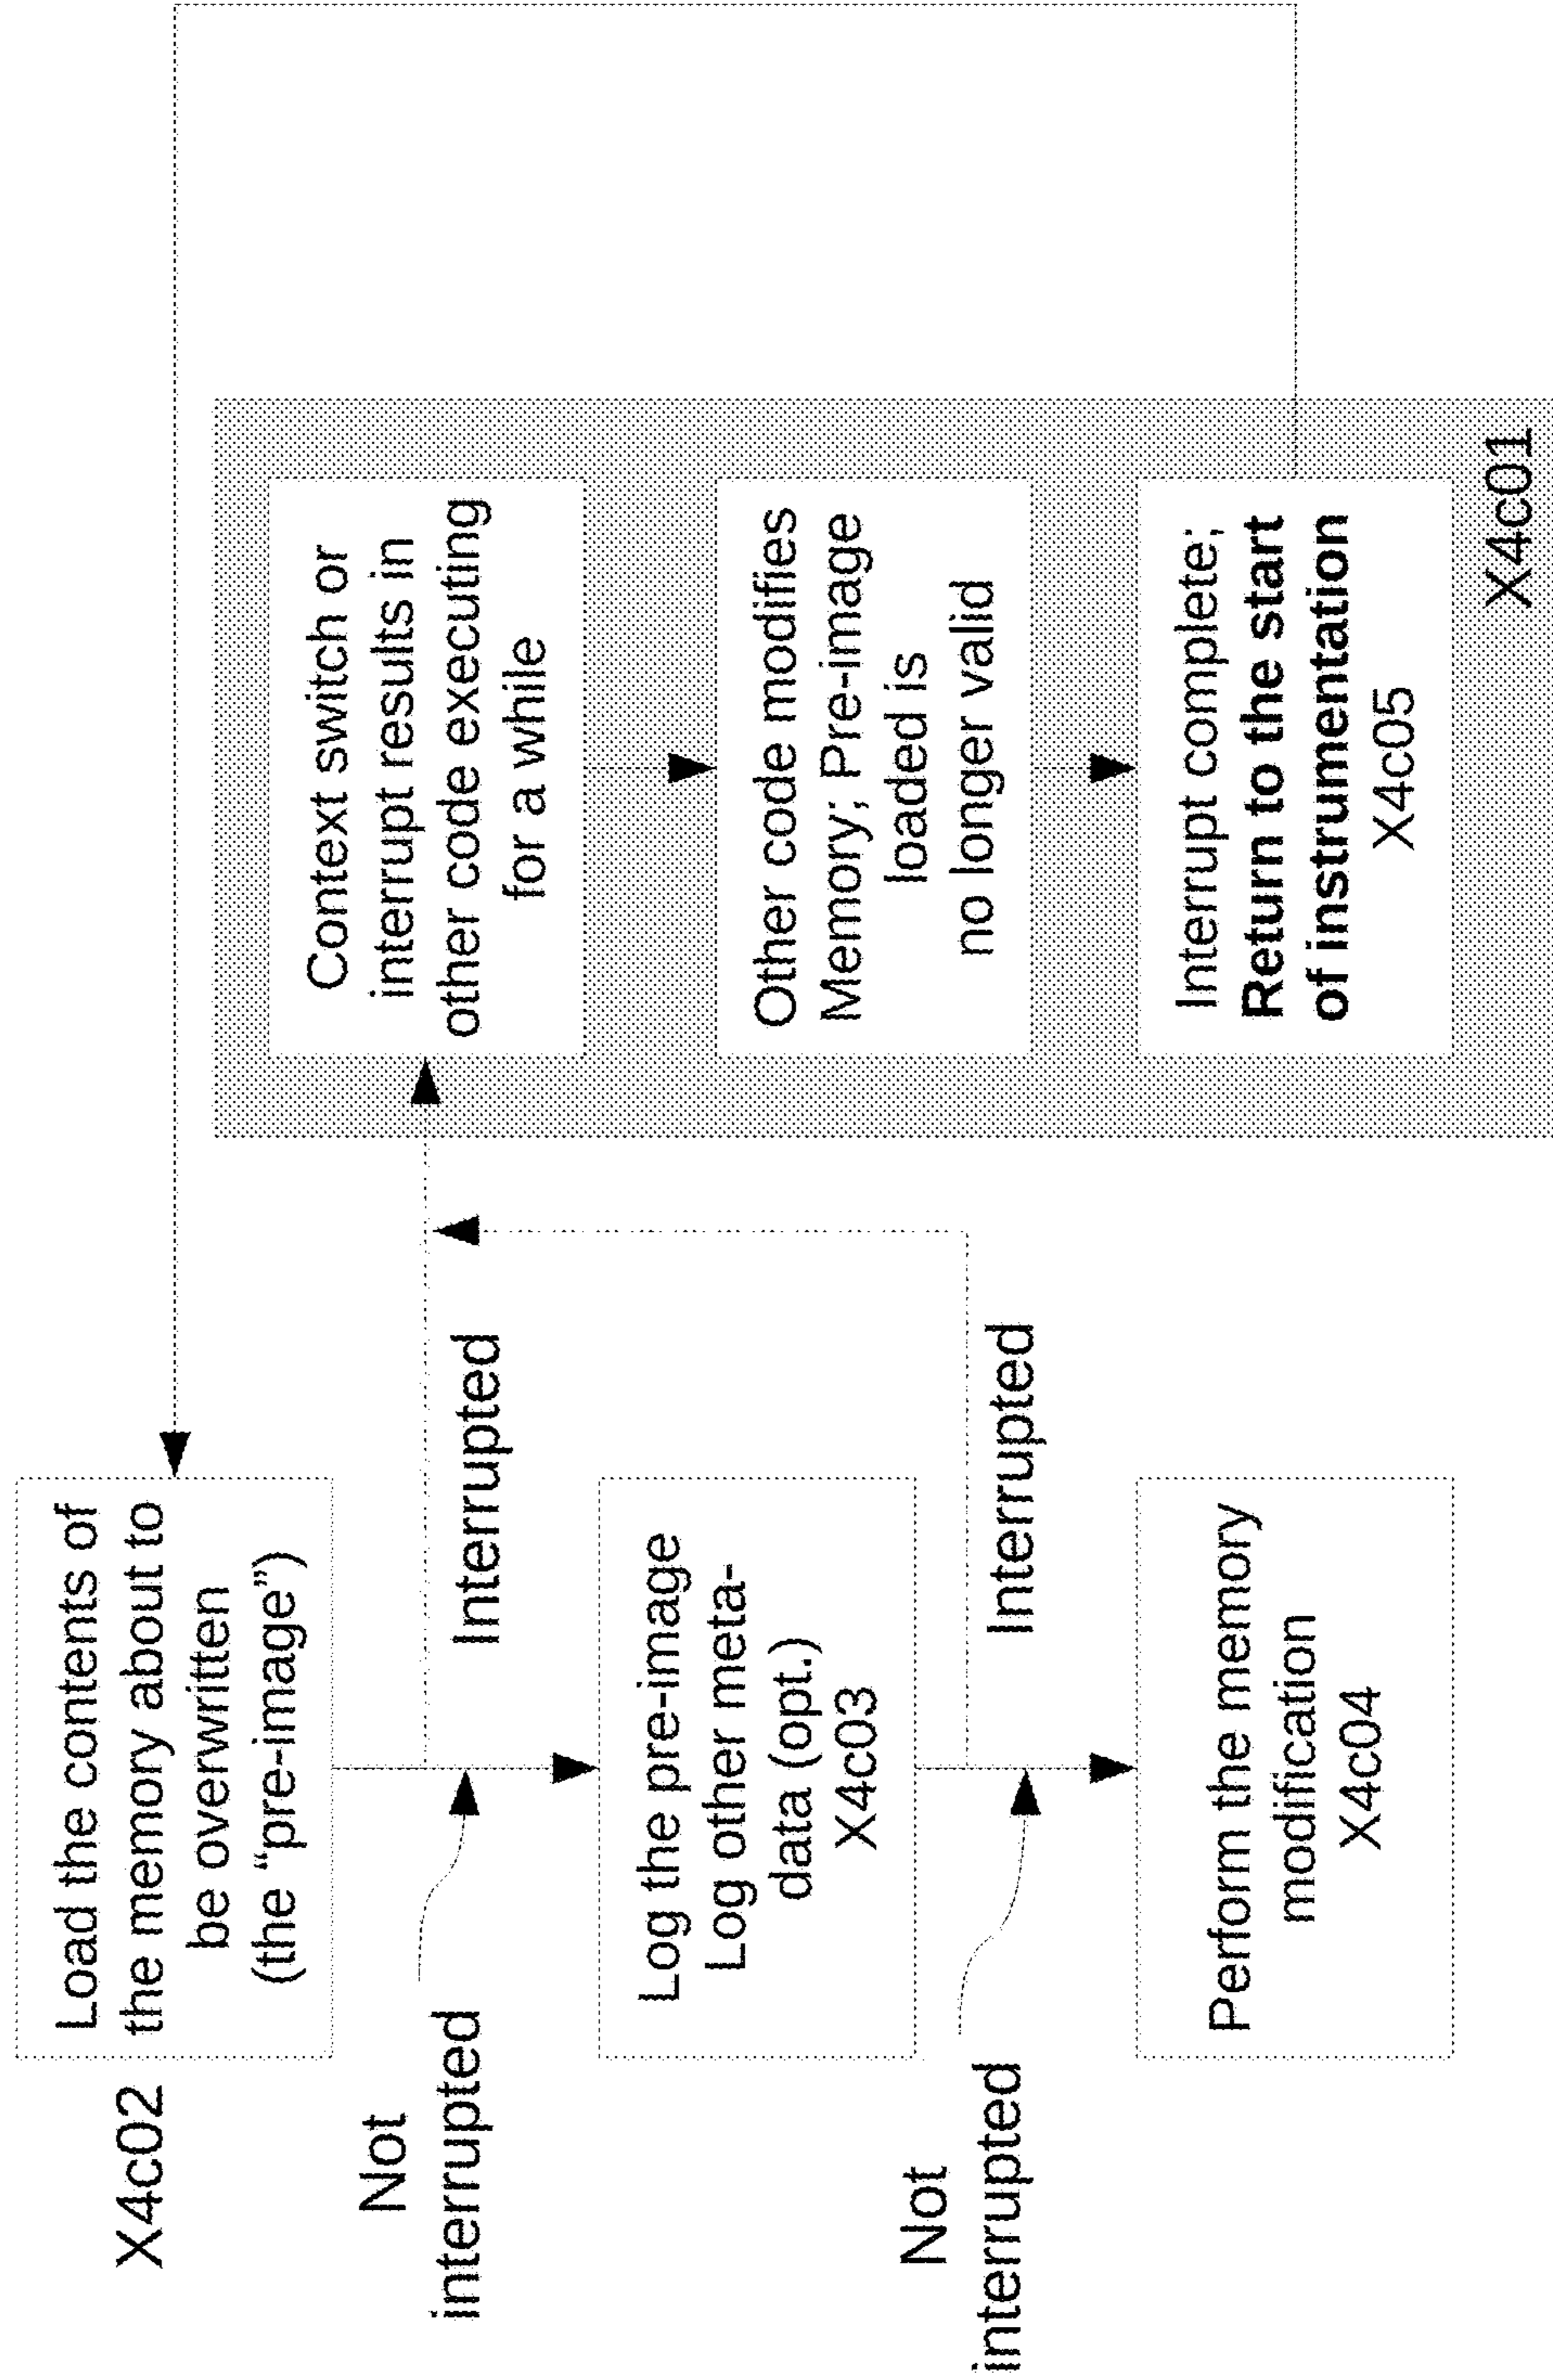 X4c02
Load the contents of
the memory about to
be overwritten
(the “pre-image”)
Not
interrupted
Interrupted
Log the pre-image
Log other meta-
data (opt.)
X4c03
Not
interrupted
Interrupted
Perform the memory
modification
X4c04
Context switch or
interrupt results in
other code executing
for a while
Other code modifies
Memory; Pre-image
loaded is
no longer valid
Interrupt complete;
Return to the start
of instrumentation
X4c05
X4c01